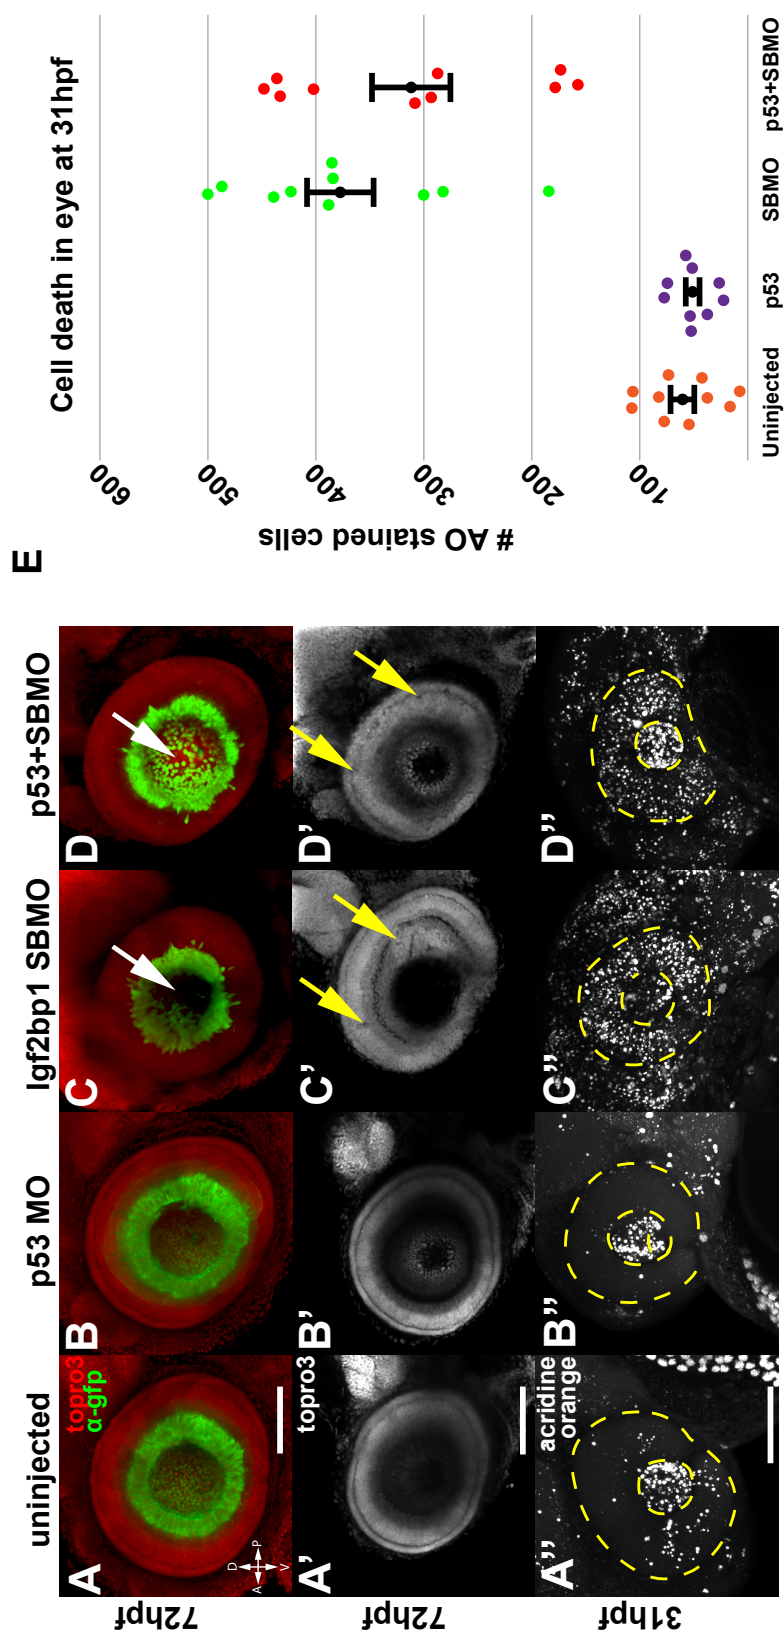 uninjected
p53 MO
Igf2bp1 SBMO
p53+SBMO
72hpf
A
topro3
α-gfp
D
A
P
V
B
C
D
72hpf
A'
topro3
B'
C'
D'
31hpf
A''
acridine
orange
B''
C''
D''
E
Cell death in eye at 31hpf
# AO stained cells
600
500
400
300
200
100
Uninjected
p53
SBMO
p53+SBMO